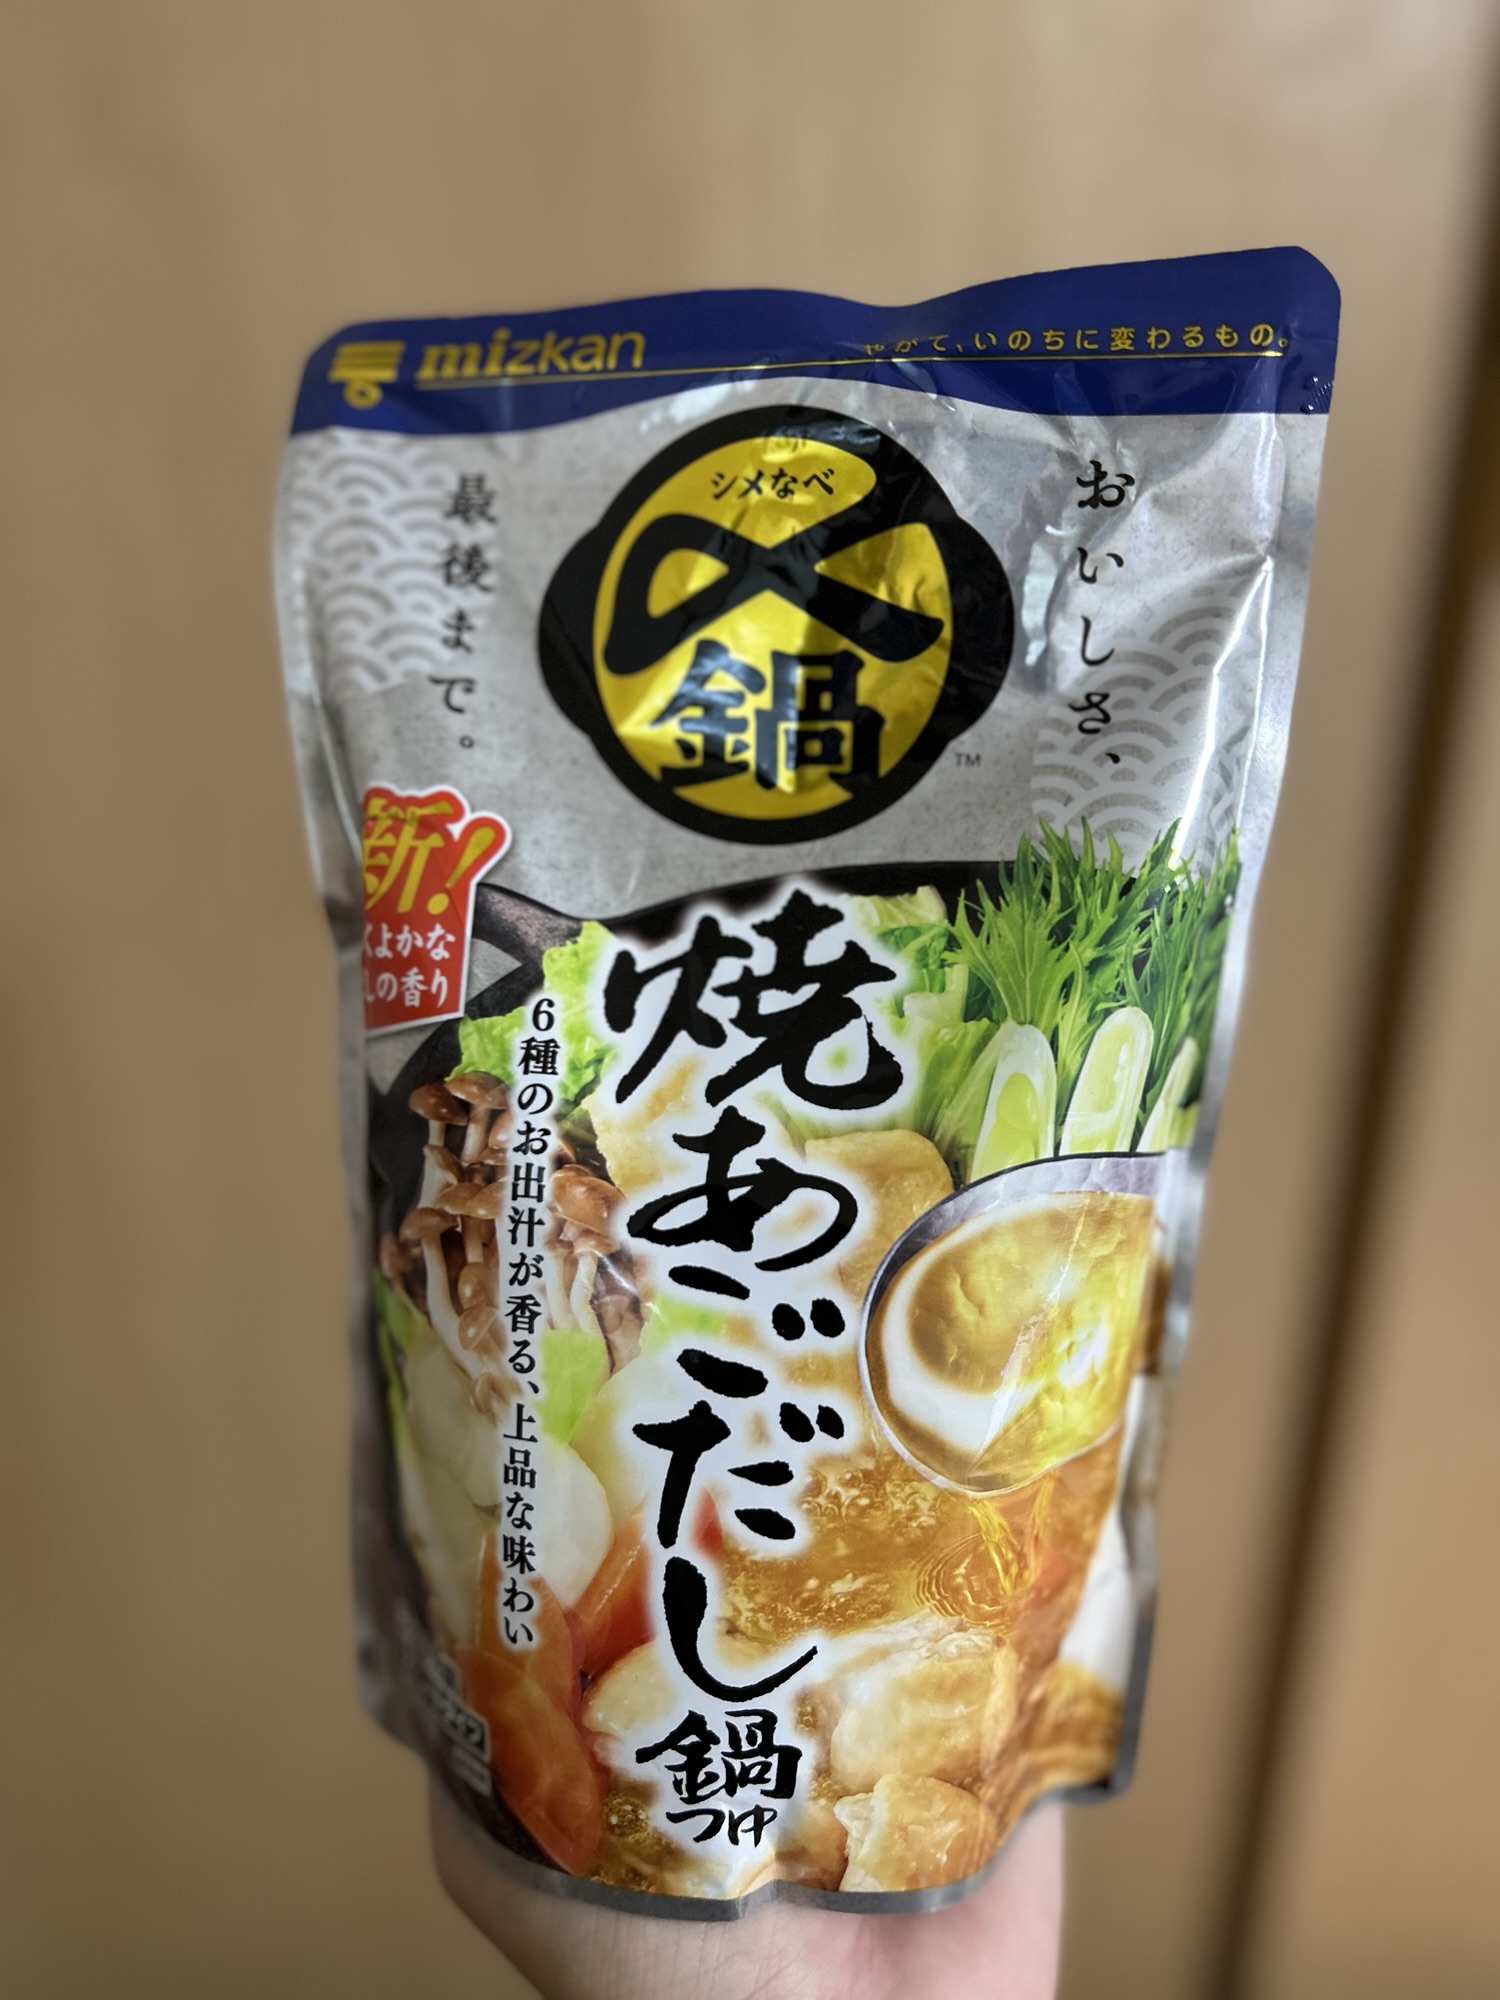 mizkan
やがて、いのちに変わるもの。
シメなべ
〆
鍋
TM
おいしさ、
最後まで。
新!
くよかな
しの香り
焼あごだし鍋つゆ
6種のお出汁が香る、上品な味わい